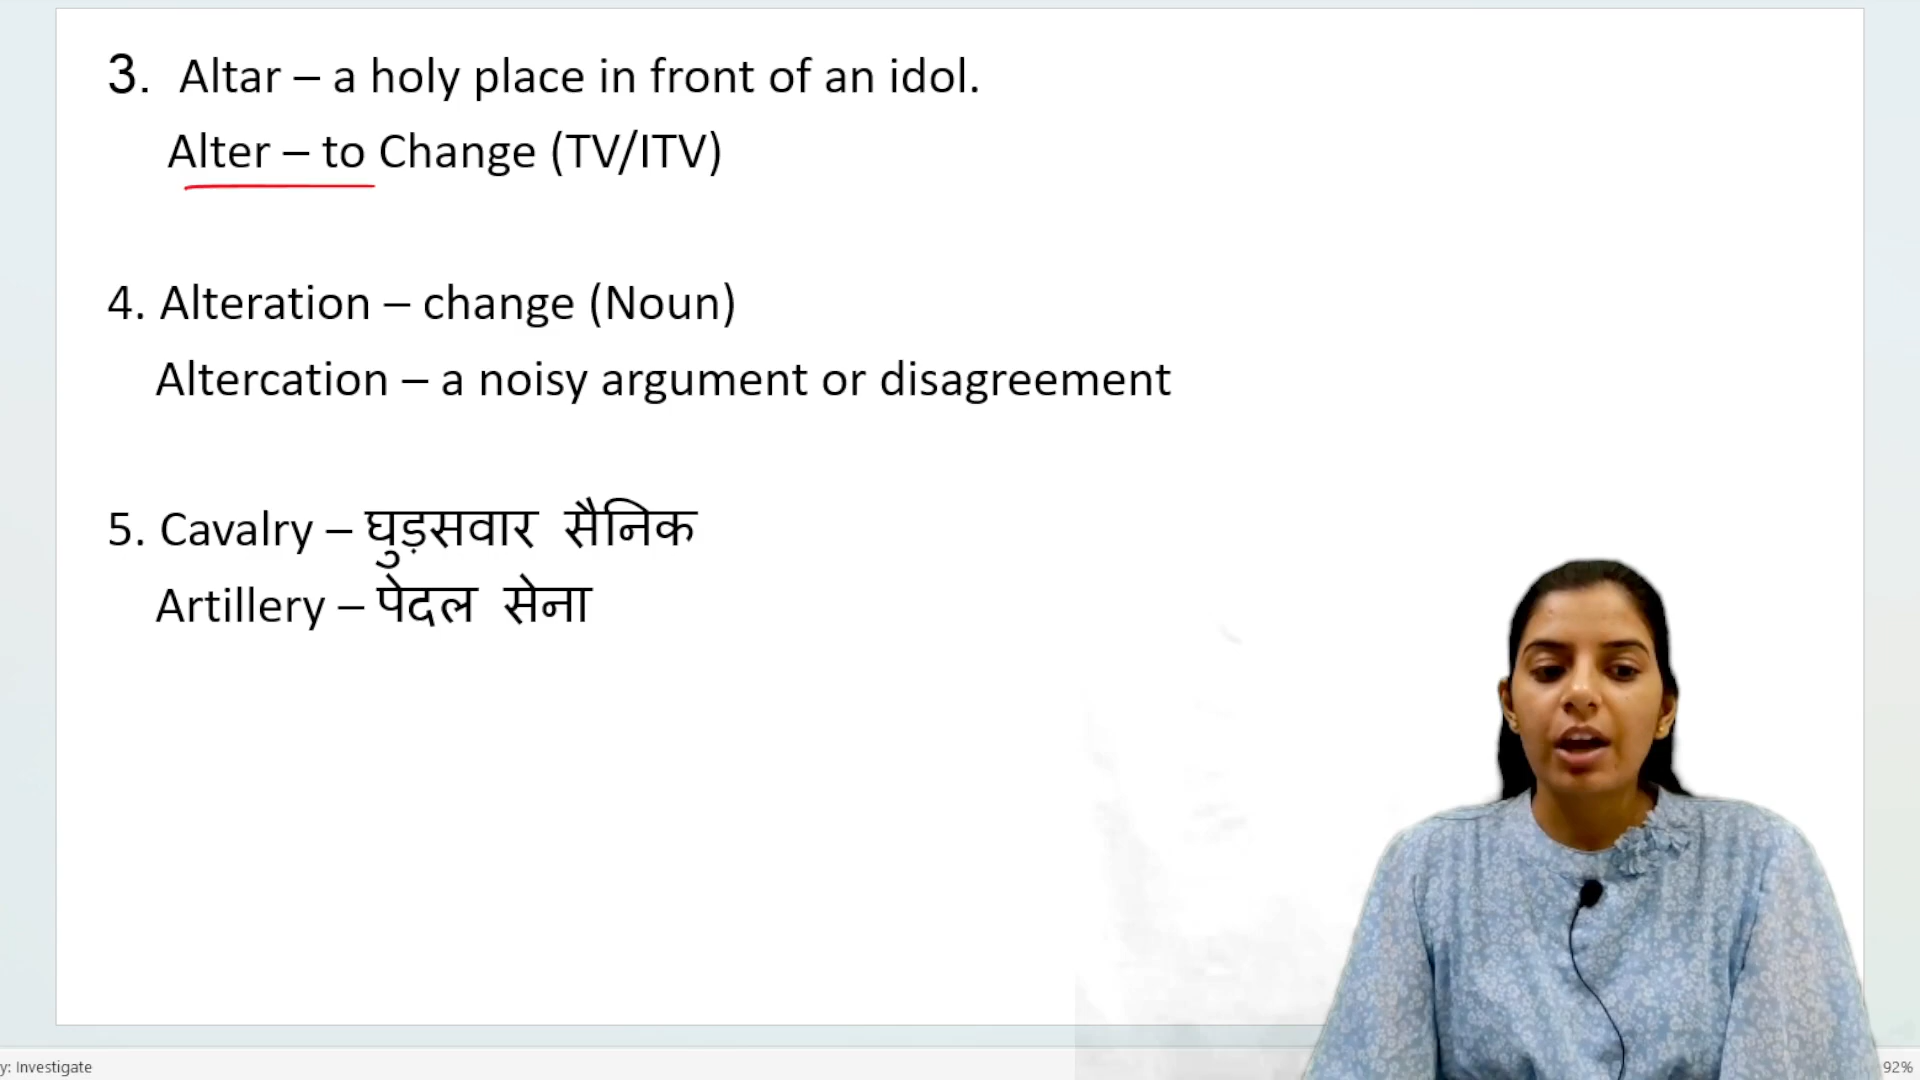 3. Altar – a holy place in front of an idol.
Alter – to Change (TV/ITV)
4. Alteration – change (Noun)
Altercation – a noisy argument or disagreement
5. Cavalry – घुड़सवार सैनिक
Artillery – पेदल सेना
y: Investigate
92%